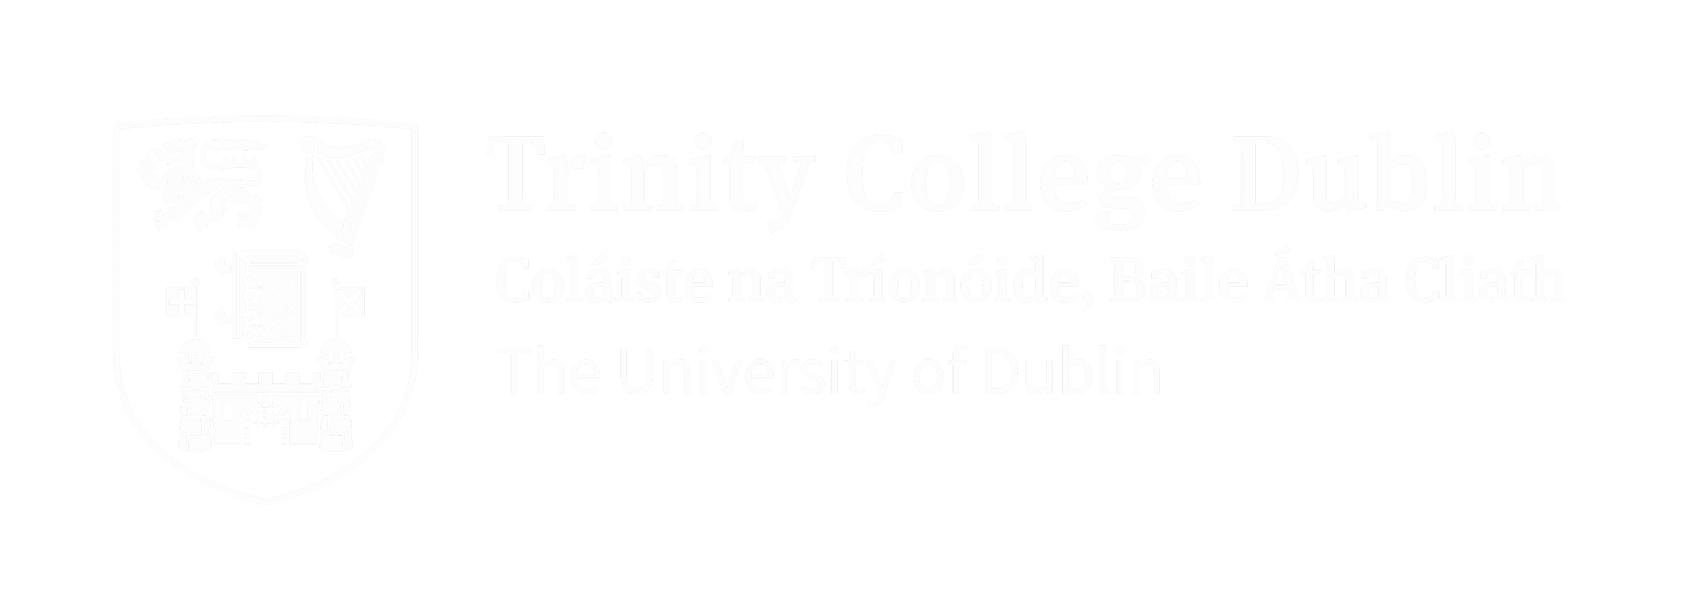 Trinity College Dublin
Coláiste na Tríonóide, Baile Átha Cliath
The University of Dublin